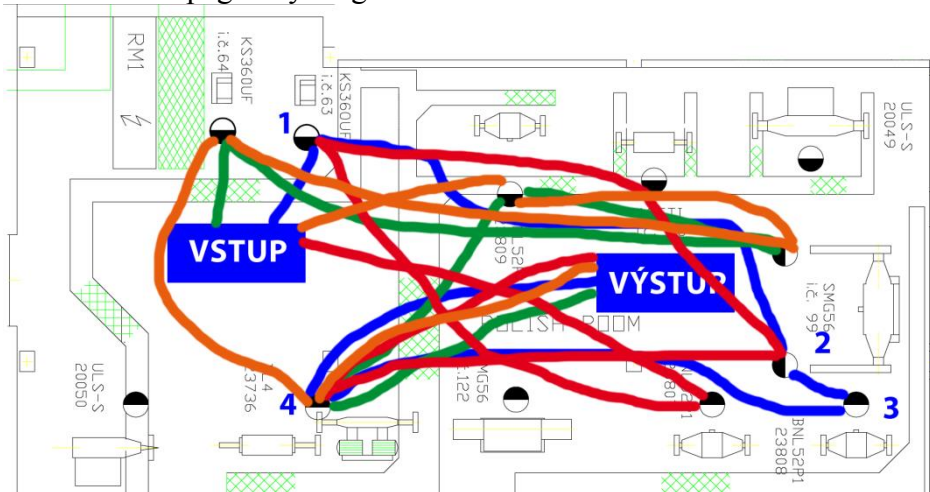 RM1
KS360UF
i.č.64
KS360UF
i.č.63
1
ULS-S
20049
VSTUP
VÝSTUP
SMG56
i.č. 99
ROOM
2
ULS-S
20050
4
3
BNL52P1
23808